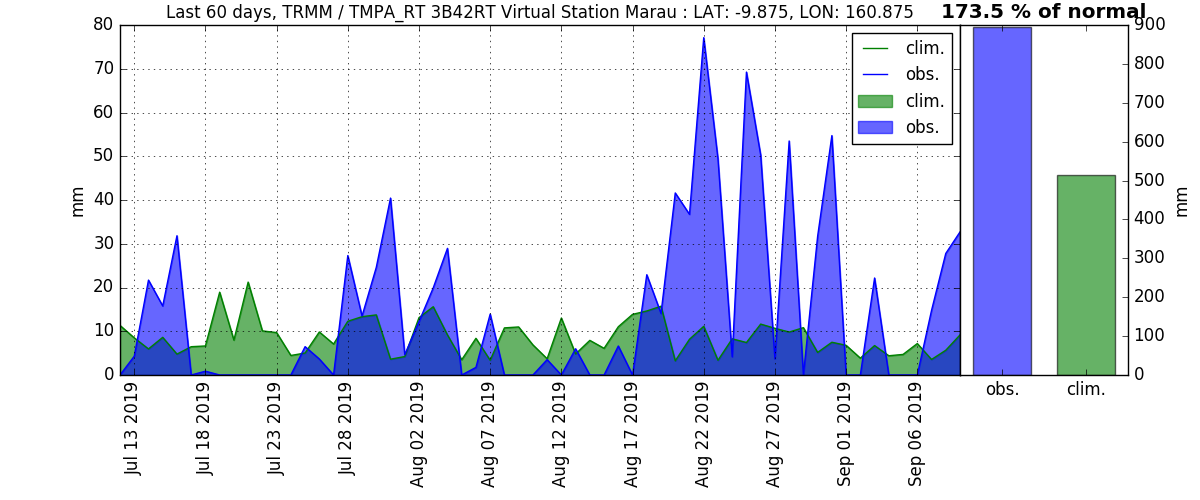 Last 60 days, TRMM / TMPA_RT 3B42RT Virtual Station Marau : LAT: -9.875, LON: 160.875
173.5 % of normal
80
70
60
50
40
30
20
10
0
mm
clim.
obs.
clim.
obs.
900
800
700
600
500
400
300
200
100
0
mm
obs.
clim.
Jul 13 2019
Jul 18 2019
Jul 23 2019
Jul 28 2019
Aug 02 2019
Aug 07 2019
Aug 12 2019
Aug 17 2019
Aug 22 2019
Aug 27 2019
Sep 01 2019
Sep 06 2019